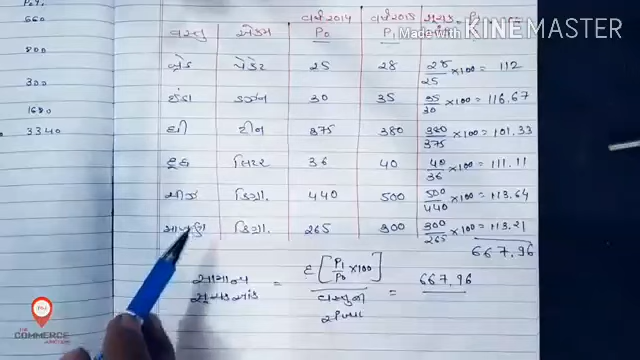 660
800
300
1680
3340
વસ્તુ એકમ વર્ષ 2014 P0 વર્ષ 2015 P1
Made with KINEMASTER
બ્રેડ પેકેટ 25 28 28/25 ×100 = 112
ઈંડા ડઝન 30 35 35/30 ×100 = 116.67
ઘી ટીન 375 380 380/375 ×100 = 101.33
દૂધ લિટર 36 40 40/36 ×100 = 111.11
ચીઝ કિગ્રા. 440 500 500/440 ×100 = 113.64
કિગ્રા. 265 300 300/265 ×100 = 113.21
667.96
સામાન્ય સૂચક આંક = Σ[P1/P0 ×100] / વસ્તુની સંખ્યા = 667.96
THE COMMERCE